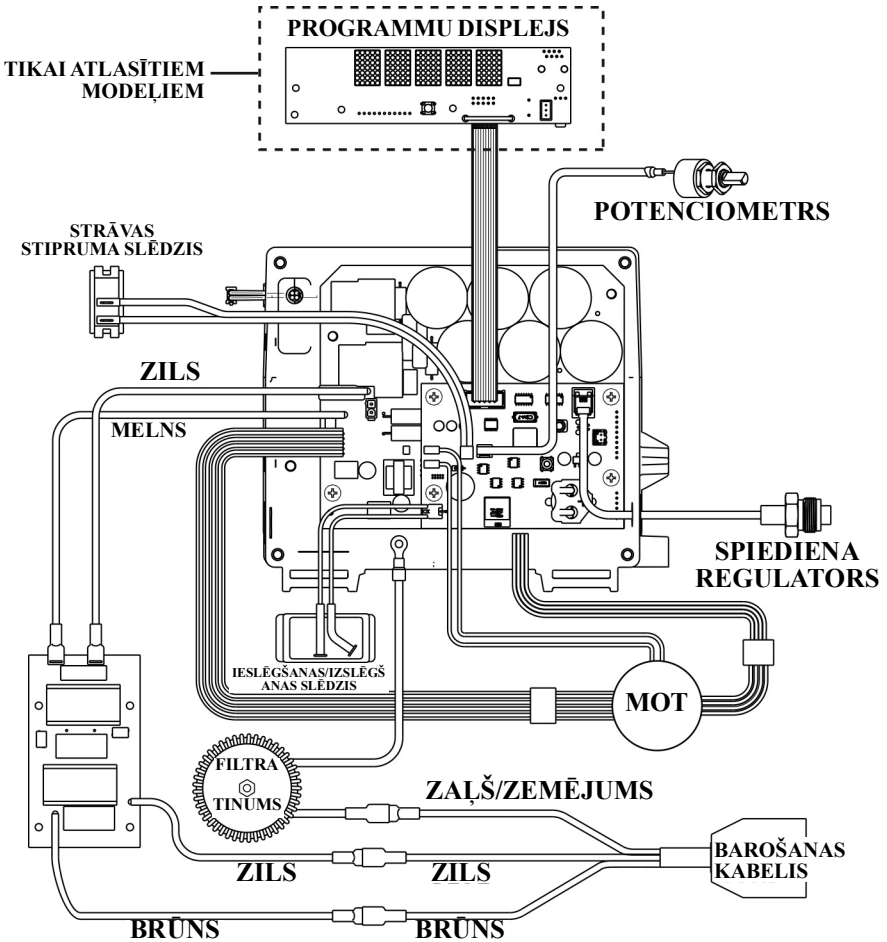 PROGRAMMU DISPLEJS
TIKAI ATLASĪTIEM
MODEĻIEM
POTENCIOMETRS
STRĀVAS
STIPRUMA SLĒDZIS
ZILS
MELNS
SPIEDIENA
REGULATORS
IESLĒGŠANAS/IZSLĒGŠ
ANAS SLĒDZIS
MOT
FILTRA
TINUMS
ZAĻŠ/ZEMĒJUMS
BAROŠANAS
KABELIS
ZILS
ZILS
BRŪNS
BRŪNS